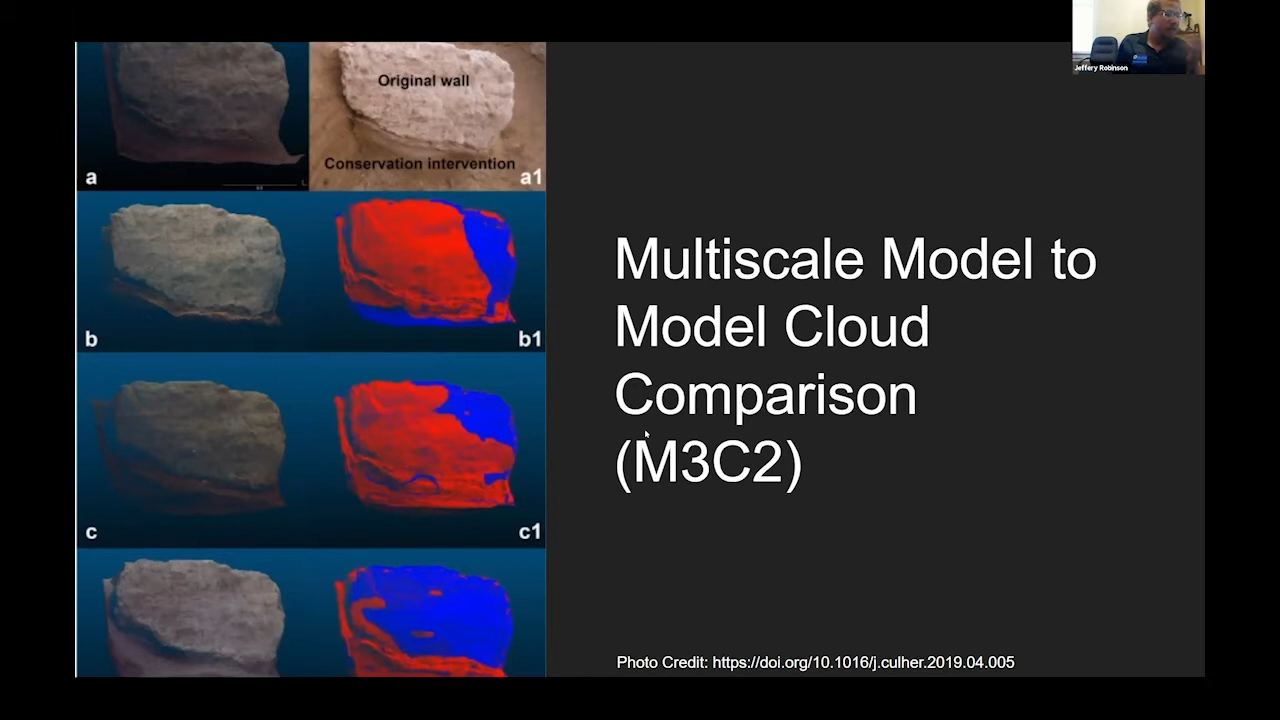 Jeffery Robinson
Original wall
Conservation intervention
a
a1
b
b1
c
c1
Multiscale Model to
Model Cloud
Comparison
(M3C2)
Photo Credit: https://doi.org/10.1016/j.culher.2019.04.005